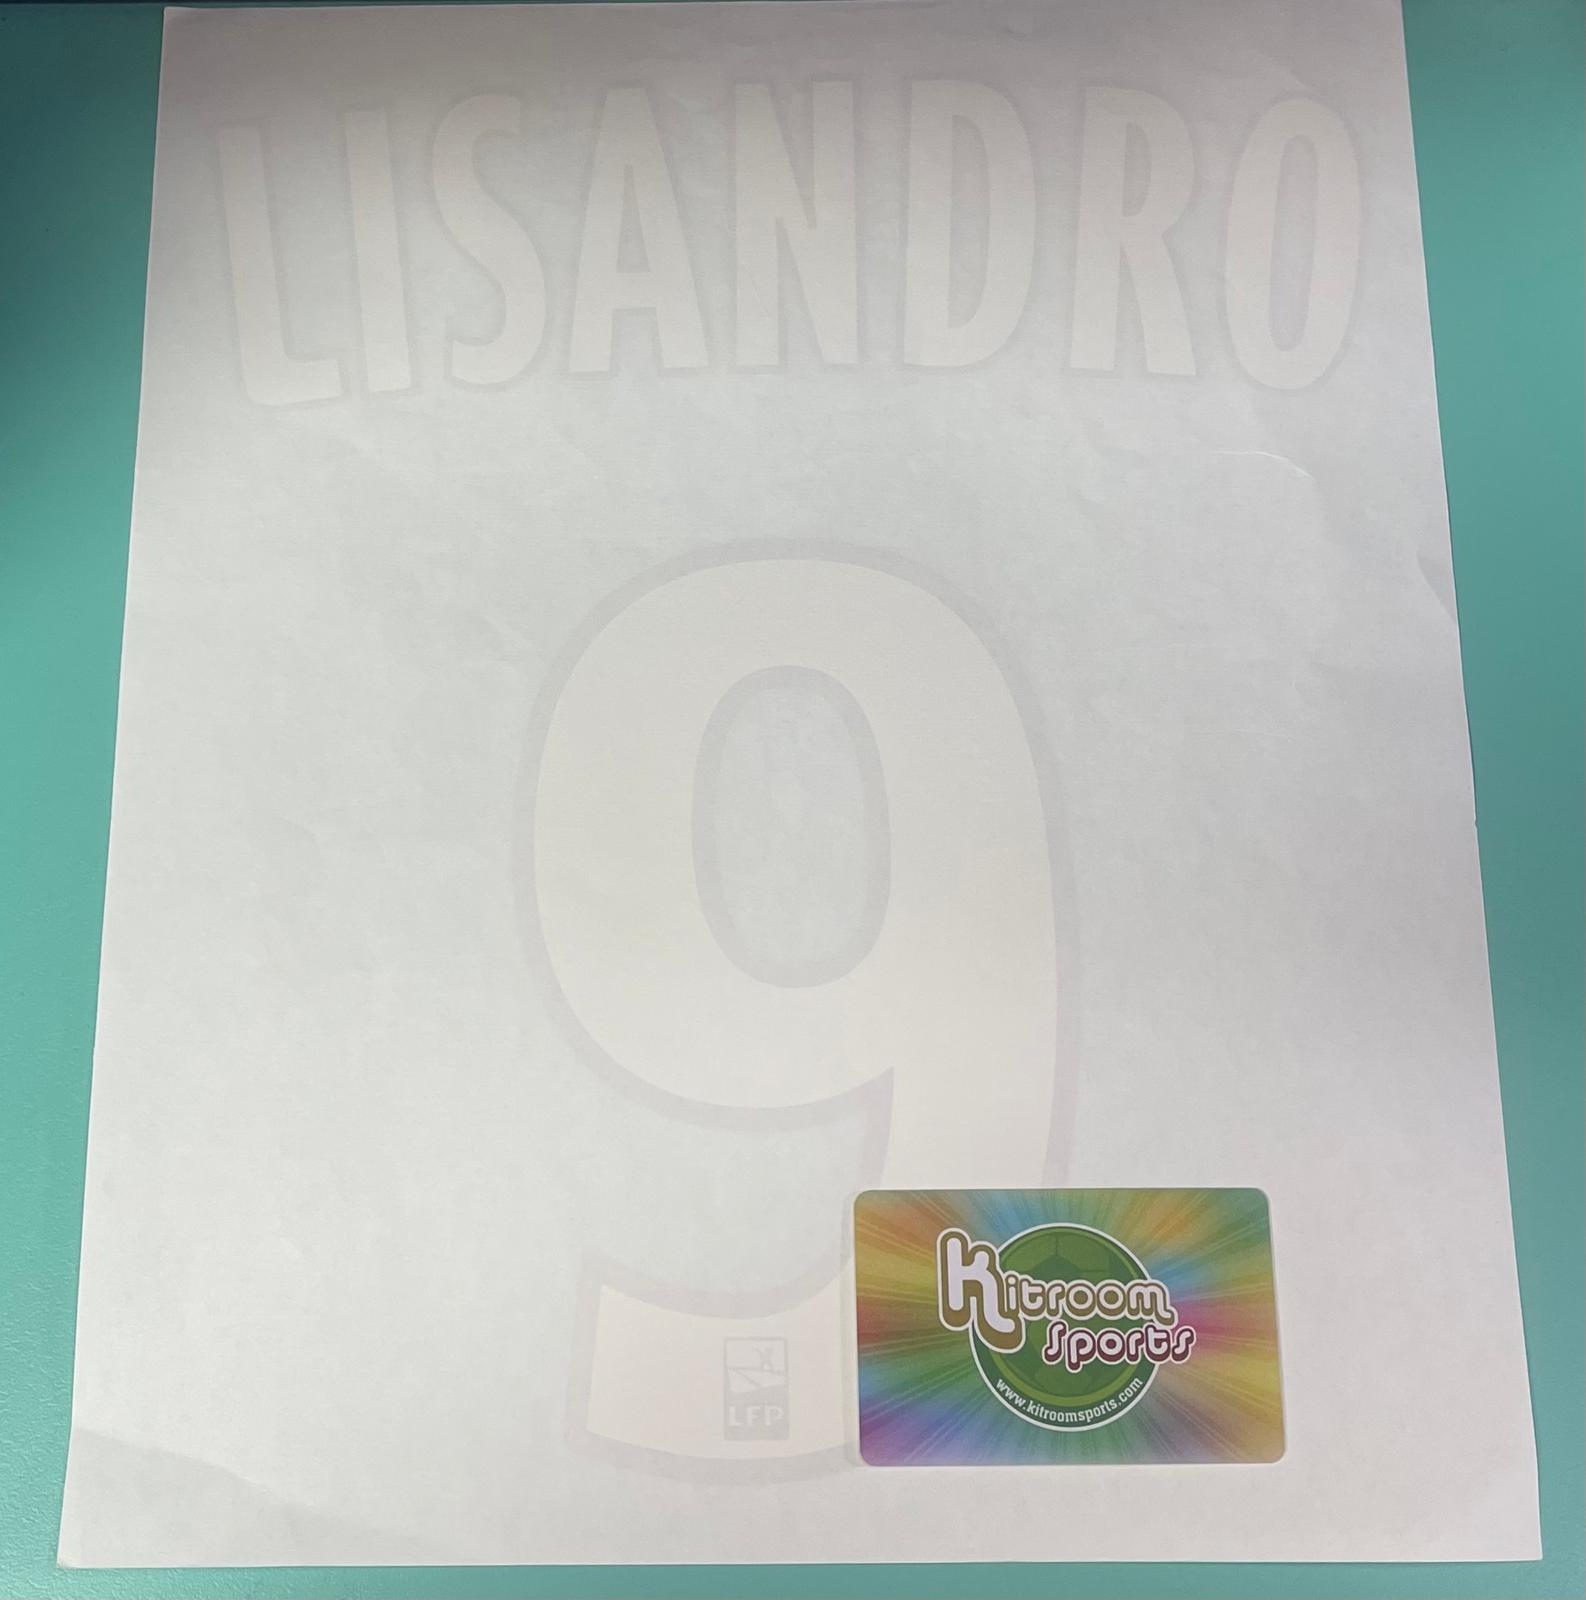 LISANDRO
9
LFP
Kitroom
Sports
www.kitroomsports.com